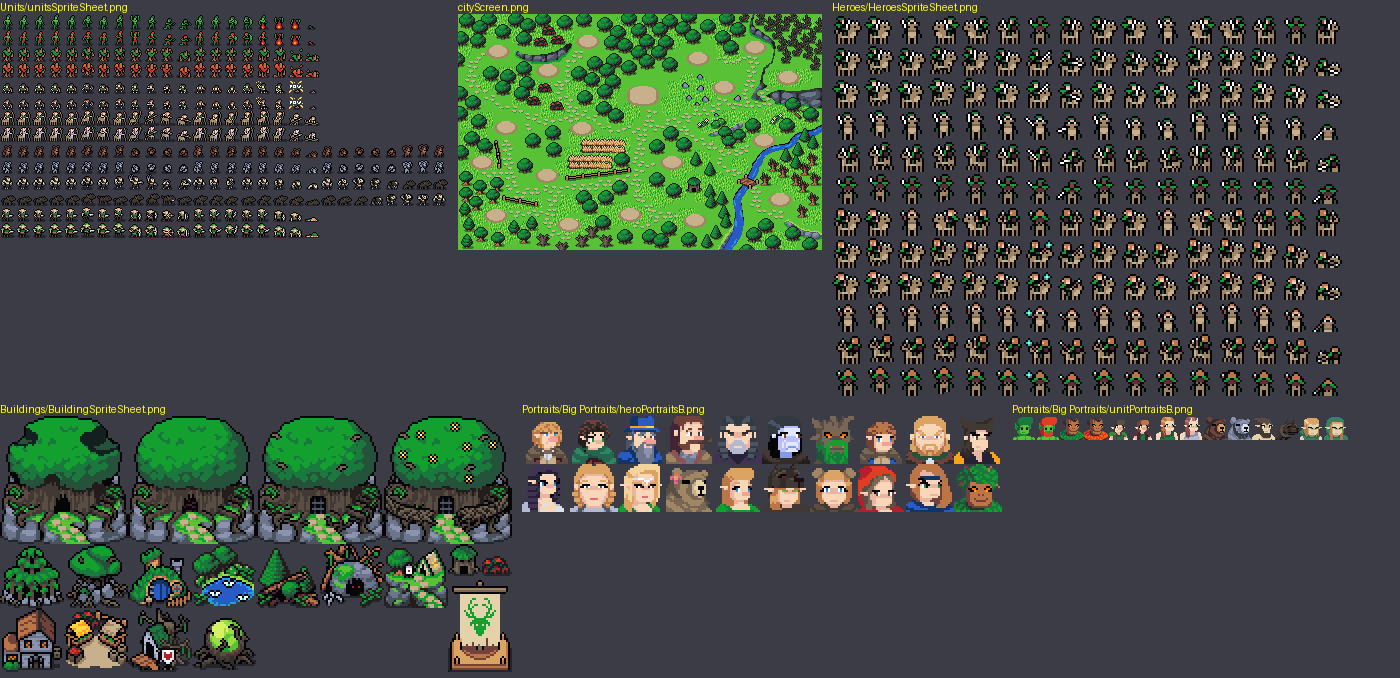 Units/unitsSpriteSheet.png
cityScreen.png
Heroes/HeroesSpriteSheet.png
Buildings/BuildingSpriteSheet.png
Portraits/Big Portraits/heroPortraitsB.png
Portraits/Big Portraits/unitPortraitsB.png